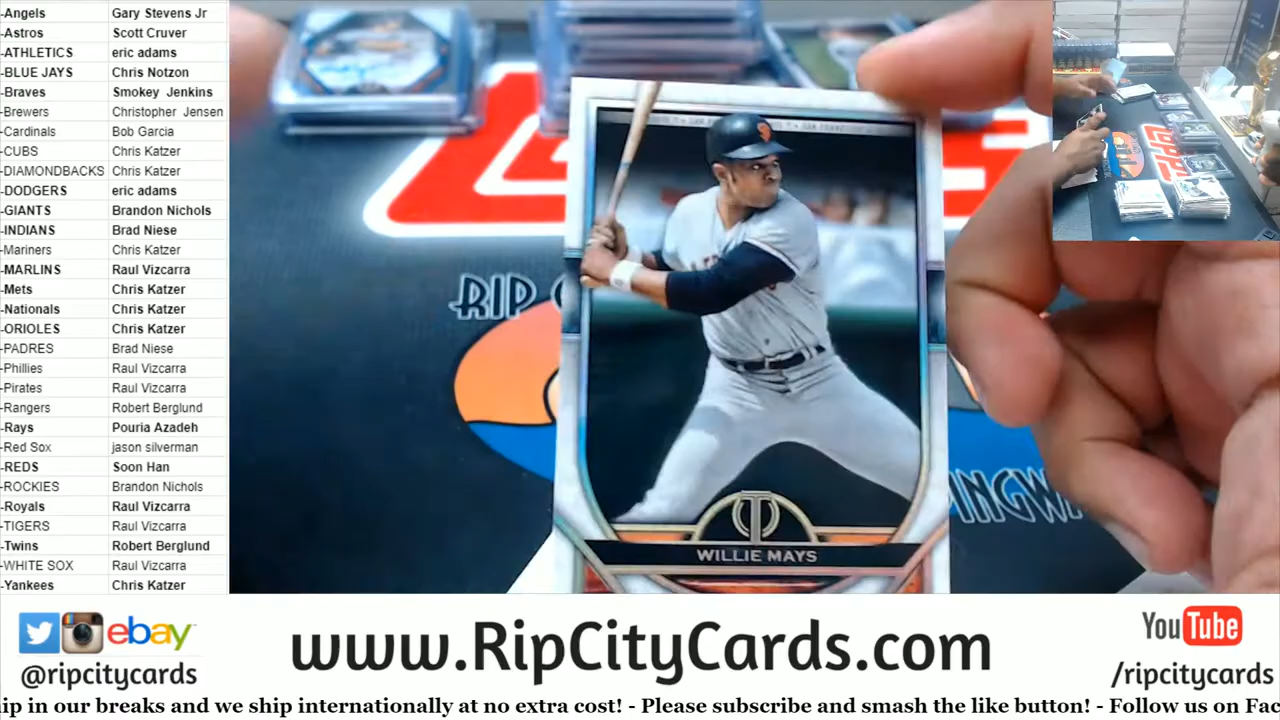 -Angels Gary Stevens Jr
-Astros Scott Cruver
-ATHLETICS eric adams
-BLUE JAYS Chris Notzon
-Braves Smokey Jenkins
-Brewers Christopher Jensen
-Cardinals Bob Garcia
-CUBS Chris Katzer
-DIAMONDBACKS Chris Katzer
-DODGERS eric adams
-GIANTS Brandon Nichols
-INDIANS Brad Niese
-Mariners Chris Katzer
-MARLINS Raul Vizcarra
-Mets Chris Katzer
-Nationals Chris Katzer
-ORIOLES Chris Katzer
-PADRES Brad Niese
-Phillies Raul Vizcarra
-Pirates Raul Vizcarra
-Rangers Robert Berglund
-Rays Pouria Azadeh
-Red Sox jason silverman
-REDS Soon Han
-ROCKIES Brandon Nichols
-Royals Raul Vizcarra
-TIGERS Raul Vizcarra
-Twins Robert Berglund
-WHITE SOX Raul Vizcarra
-Yankees Chris Katzer
RIP
T
WILLIE MAYS
ebay
@ripcitycards
www.RipCityCards.com
YouTube
/ripcitycards
ip in our breaks and we ship internationally at no extra cost! - Please subscribe and smash the like button! - Follow us on Fac